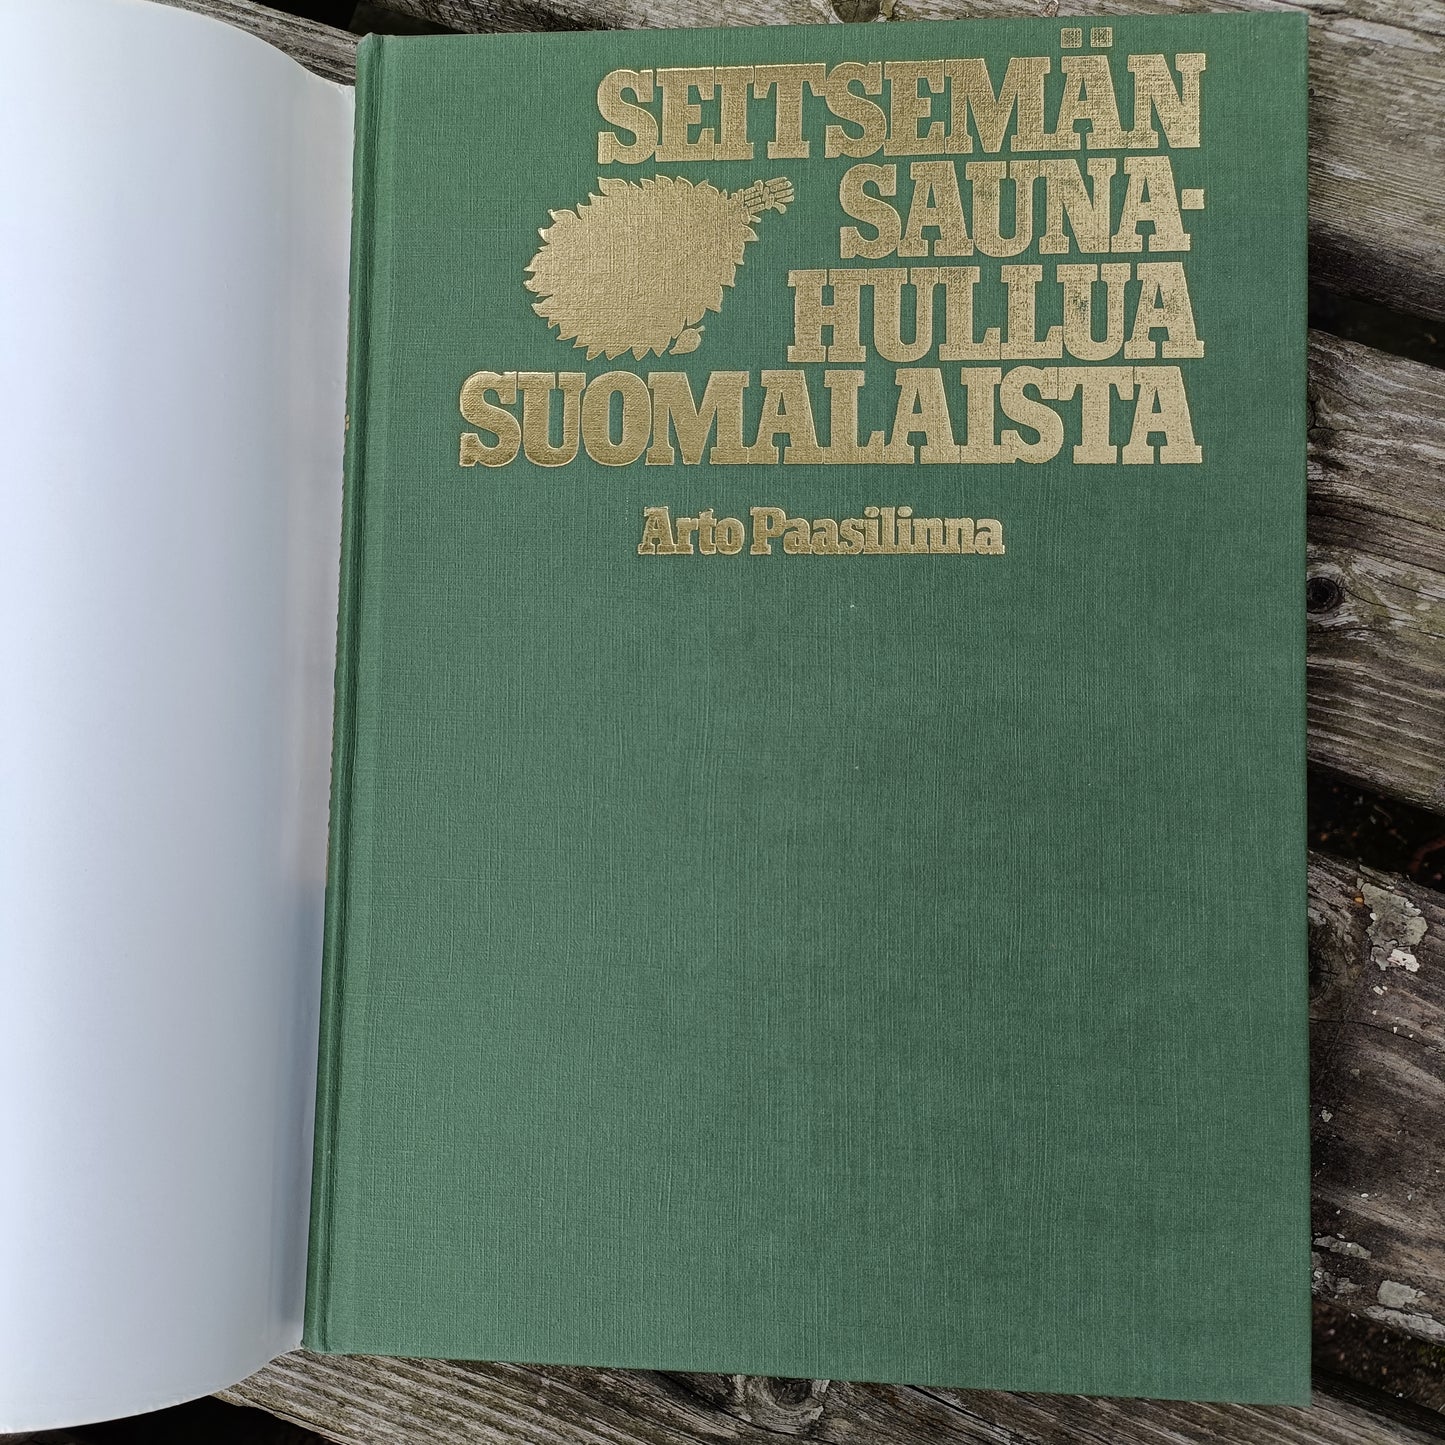 SEITSEMÄN
SAUNA-
HULLUA
SUOMALAISTA
Arto Paasilinna